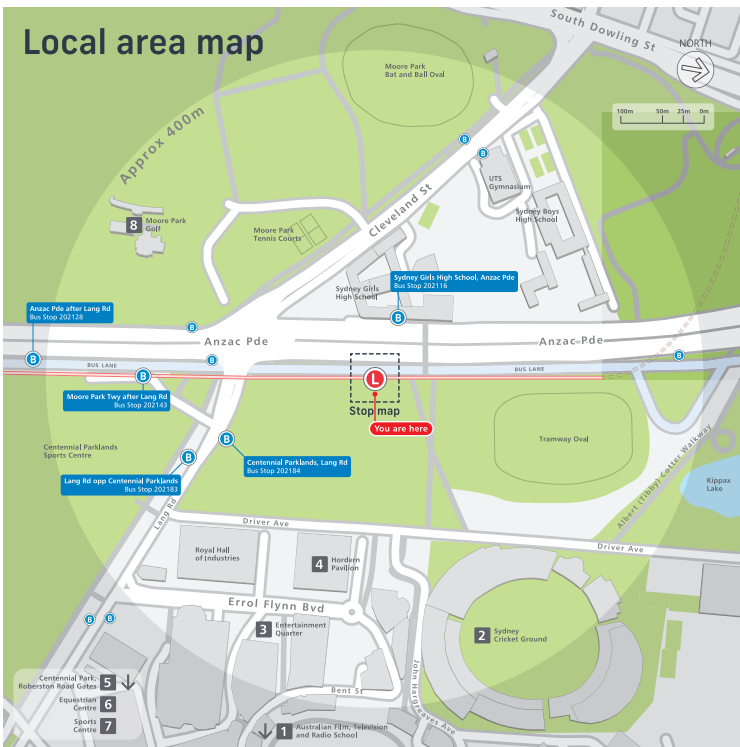 Local area map
South Dowling St
NORTH
100m 50m 25m 0m
Approx 400m
Moore Park
Bat and Ball Oval
B
B
UTS
Gymnasium
Sydney Boys
High School
Cleveland St
8
Moore Park
Golf
Moore Park
Tennis Courts
Sydney Girls
High School
Sydney Girls High School, Anzac Pde
Bus Stop 202116
B
Anzac Pde after Lang Rd
Bus Stop 202128
B
B
Anzac Pde
Anzac Pde
B
B
BUS LANE
BUS LANE
B
L
Stop map
You are here
Moore Park Twy after Lang Rd
Bus Stop 202143
Centennial Parklands
Sports Centre
B
B
Centennial Parklands, Lang Rd
Bus Stop 202184
Lang Rd opp Centennial Parklands
Bus Stop 202183
Lang Rd
Tramway Oval
Albert (Tibby) Cotter Walkway
Kippax
Lake
Driver Ave
Driver Ave
Royal Hall
of Industries
4
Hordern
Pavilion
Errol Flynn Bvd
B
B
3
Entertainment
Quarter
2
Sydney
Cricket Ground
John Hargreaves Ave
Bent St
Centennial Park,
Roberston Road Gates
5
Equestrian
Centre
6
Sports
Centre
7
1
Australian Film, Television
and Radio School